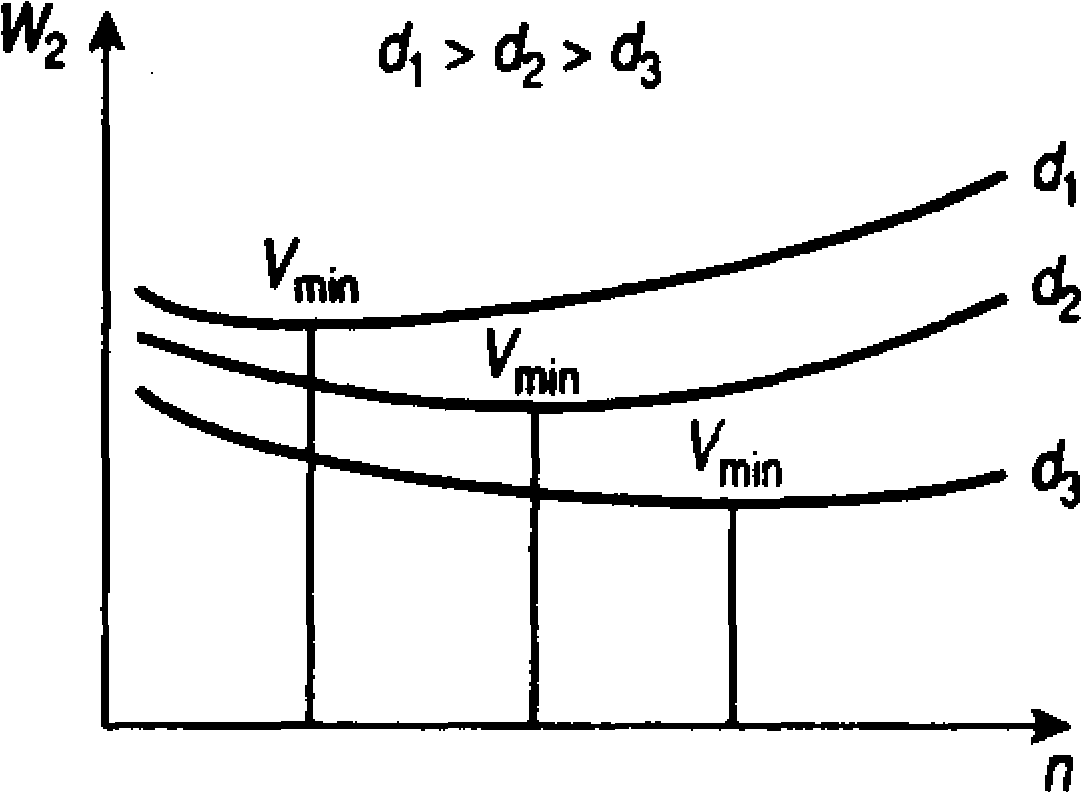 W₂
d₁ > d₂ > d₃
d₁
Vmin
d₂
Vmin
d₃
Vmin
n